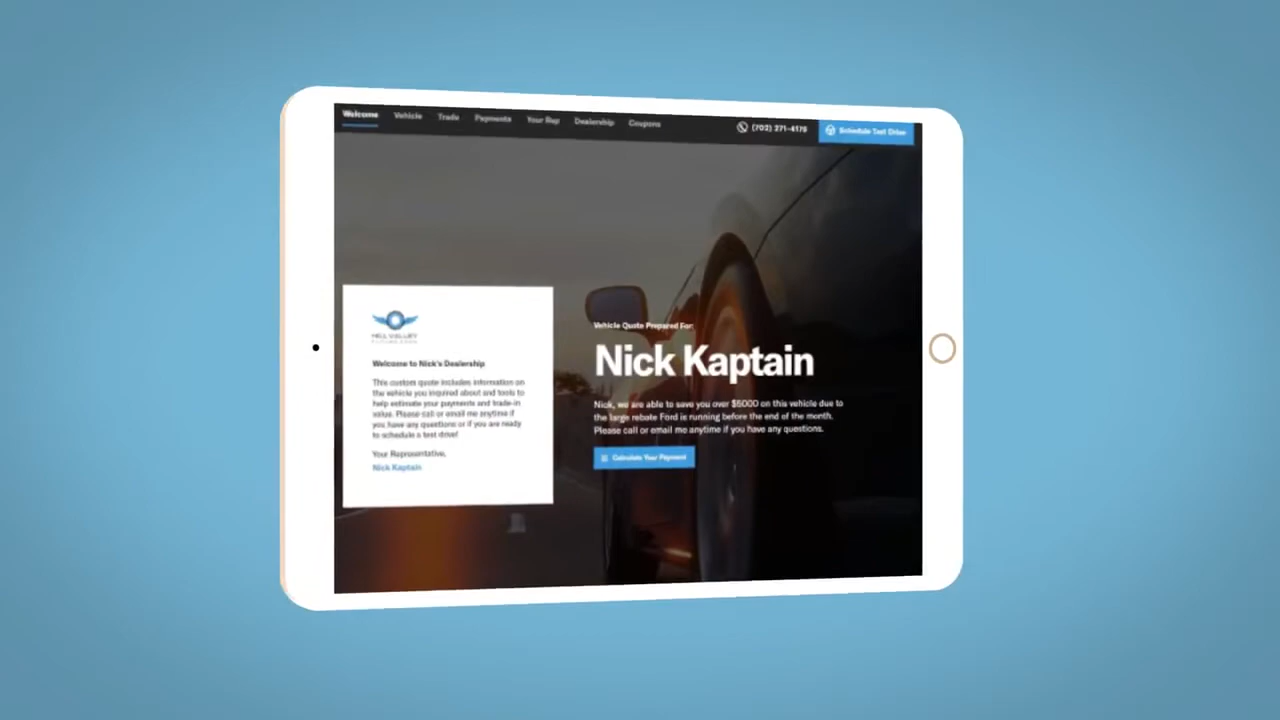 Welcome Vehicle Trade Payments Your Rep Dealership Coupons (702) 271-4179 Schedule Test Drive
Welcome to Nick's Dealership
This custom quote includes information on
the vehicle you inquired about and tools to
help estimate your payments and trade-in
value. Please call or email me anytime if
you have any questions or if you are ready
to schedule a test drive!
Your Representative,
Nick Kaptain
Vehicle Quote Prepared For:
Nick Kaptain
Nick, we are able to save you over $6000 on this vehicle due to
the large rebate Ford is running before the end of the month.
Please call or email me anytime if you have any questions.
Calculate Your Payment